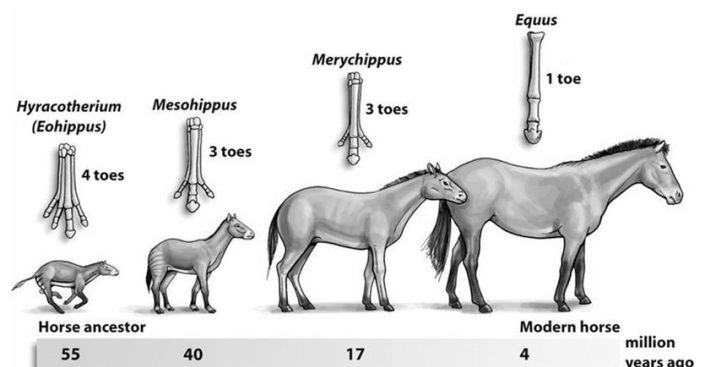 Equus
1 toe
Merychippus
3 toes
Hyracotherium
(Eohippus)
4 toes
Mesohippus
3 toes
Horse ancestor
Modern horse
55
40
17
4
million
years ago